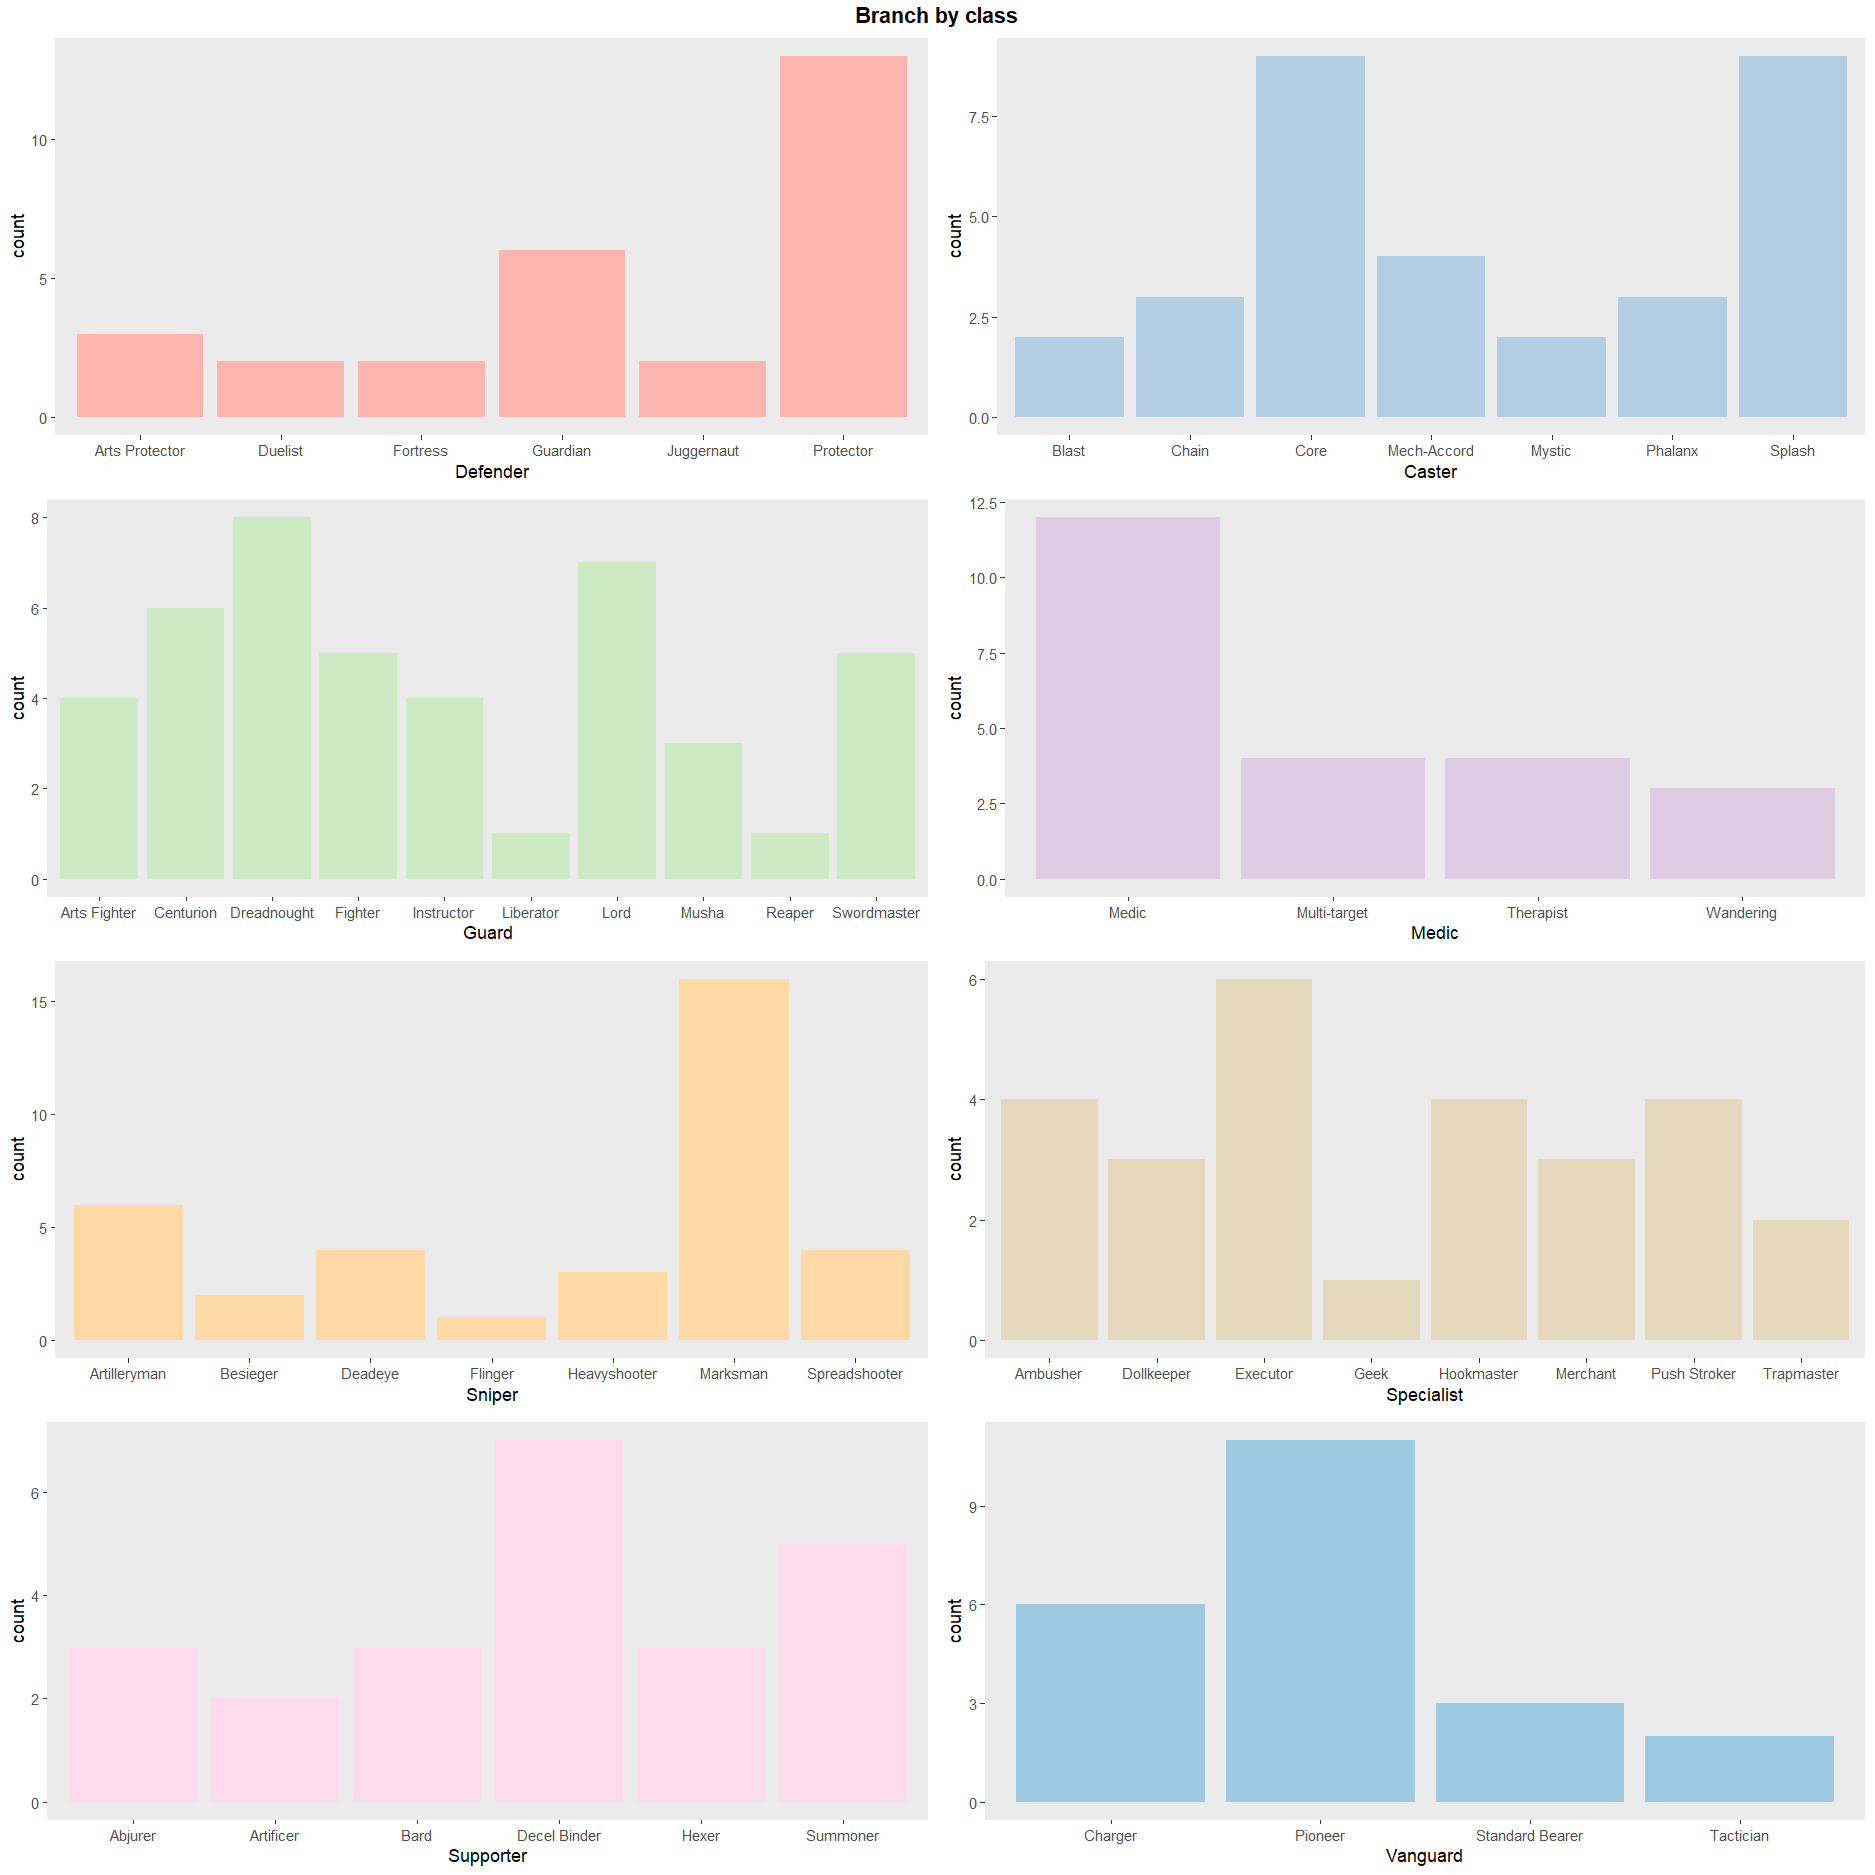 Branch by class
count
10
5
0
Arts Protector Duelist Fortress Guardian Juggernaut Protector
Defender
count
7.5
5.0
2.5
0.0
Blast Chain Core Mech-Accord Mystic Phalanx Splash
Caster
count
8
6
4
2
0
Arts Fighter Centurion Dreadnought Fighter Instructor Liberator Lord Musha Reaper Swordmaster
Guard
count
12.5
10.0
7.5
5.0
2.5
0.0
Medic Multi-target Therapist Wandering
Medic
count
15
10
5
0
Artilleryman Besieger Deadeye Flinger Heavyshooter Marksman Spreadshooter
Sniper
count
6
4
2
0
Ambusher Dollkeeper Executor Geek Hookmaster Merchant Push Stroker Trapmaster
Specialist
count
6
4
2
0
Abjurer Artificer Bard Decel Binder Hexer Summoner
Supporter
count
9
6
3
0
Charger Pioneer Standard Bearer Tactician
Vanguard